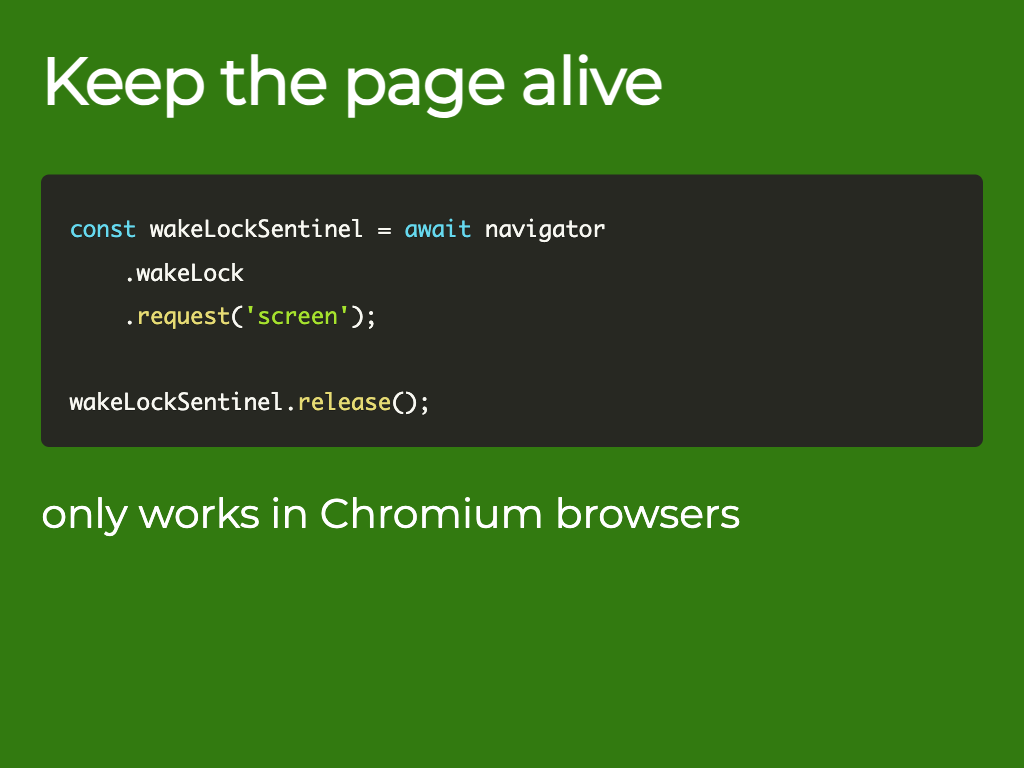 Keep the page alive
const wakeLockSentinel = await navigator
    .wakeLock
    .request('screen');
wakeLockSentinel.release();
only works in Chromium browsers